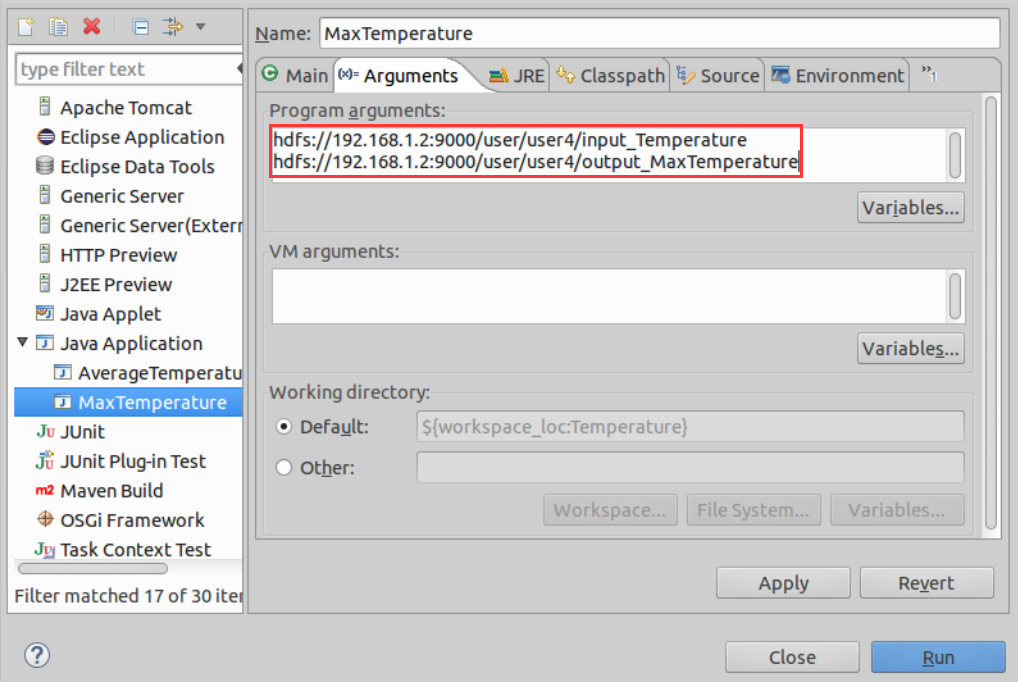 Name: MaxTemperature
type filter text
Main (x)= Arguments JRE Classpath Source Environment »1
Program arguments:
hdfs://192.168.1.2:9000/user/user4/input_Temperature
hdfs://192.168.1.2:9000/user/user4/output_MaxTemperature
Variables...
VM arguments:
Variables...
Working directory:
Default: ${workspace_loc:Temperature}
Other:
Workspace... File System... Variables...
Apache Tomcat
Eclipse Application
Eclipse Data Tools
Generic Server
Generic Server(Extern
HTTP Preview
J2EE Preview
Java Applet
Java Application
AverageTemperatu
MaxTemperature
JUnit
JUnit Plug-in Test
Maven Build
OSGi Framework
Task Context Test
Filter matched 17 of 30 iter
Apply Revert
Close Run